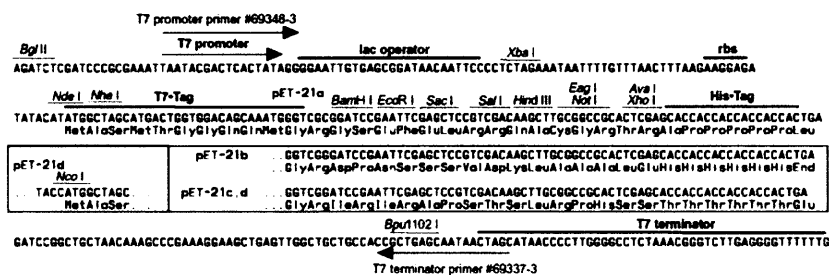 T7 promoter primer #69348-3
Bgl II T7 promoter lac operator Xba I rbs
AGATCTCGATCCCGCGAAATTAATACGACTCACTATAGGGGAATTGTGAGCGGATAACAATTCCCCTCTAGAAATAATTTTGTTTAACTTTAAGAAGGAGA
Nde I Nhe I T7-Tag pET-21a BamH I EcoR I Sac I Sal I Hind III Eag I Not I Ava I Xho I His-Tag
TATACATATGGCTAGCATGACTGGTGGACAGCAAATGGGTCGCGGATCCGAATTCGAGCTCCGTCGACAAGCTTGCGGCCGCACTCGAGCACCACCACCACCACCACTGA
MetAlaSerMetThrGlyGlyGlnGlnMetGlyArgGlySerGluPheGluLeuArgArgGlnAlaCysGlyArgThrArgAlaProProProProProLeu
pET-21d pET-21b
Nco I
...GGTCGGGATCCGAATTCGAGCTCCGTCGACAAGCTTGCGGCCGCACTCGAGCACCACCACCACCACCACTGA
GlyArgAspProAsnSerSerSerValAspLysLeuAlaAlaAlaLeuGluHisHisHisHisHisHisEnd
...TACCATGGCTAGC...
MetAlaSer
pET-21c,d
...GGTCGGATCCGAATTCGAGCTCCGTCGACAAGCTTGCGGCCGCACTCGAGCACCACCACCACCACCACTGA
GlyArgIleArgIleArgAlaProSerThrSerLeuArgProHisSerSerThrThrThrThrThrThrGlu
Bpu1102 I T7 terminator
GATCCGGCTGCTAACAAAGCCCGAAAGGAAGCTGAGTTGGCTGCTGCCACCGCTGAGCAATAACTAGCATAACCCCTTGGGGCCTCTAAACGGGTCTTGAGGGGTTTTTTG
T7 terminator primer #69337-3